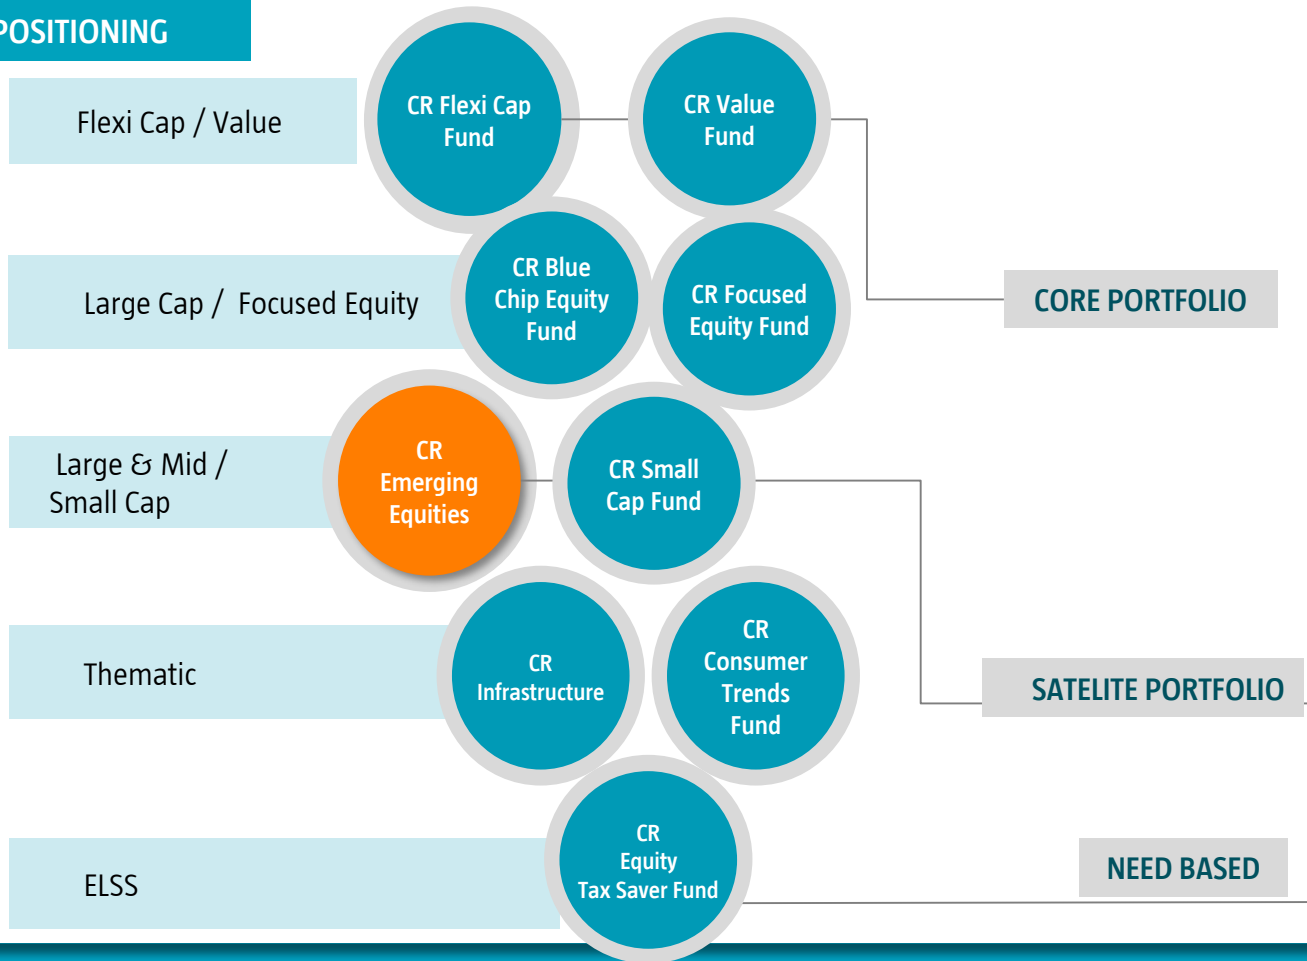 POSITIONING
Flexi Cap / Value
CR Flexi Cap
Fund
CR Value
Fund
Large Cap / Focused Equity
CR Blue
Chip Equity
Fund
CR Focused
Equity Fund
CORE PORTFOLIO
Large & Mid /
Small Cap
CR
Emerging
Equities
CR Small
Cap Fund
Thematic
CR
Infrastructure
CR
Consumer
Trends
Fund
SATELITE PORTFOLIO
ELSS
CR
Equity
Tax Saver Fund
NEED BASED